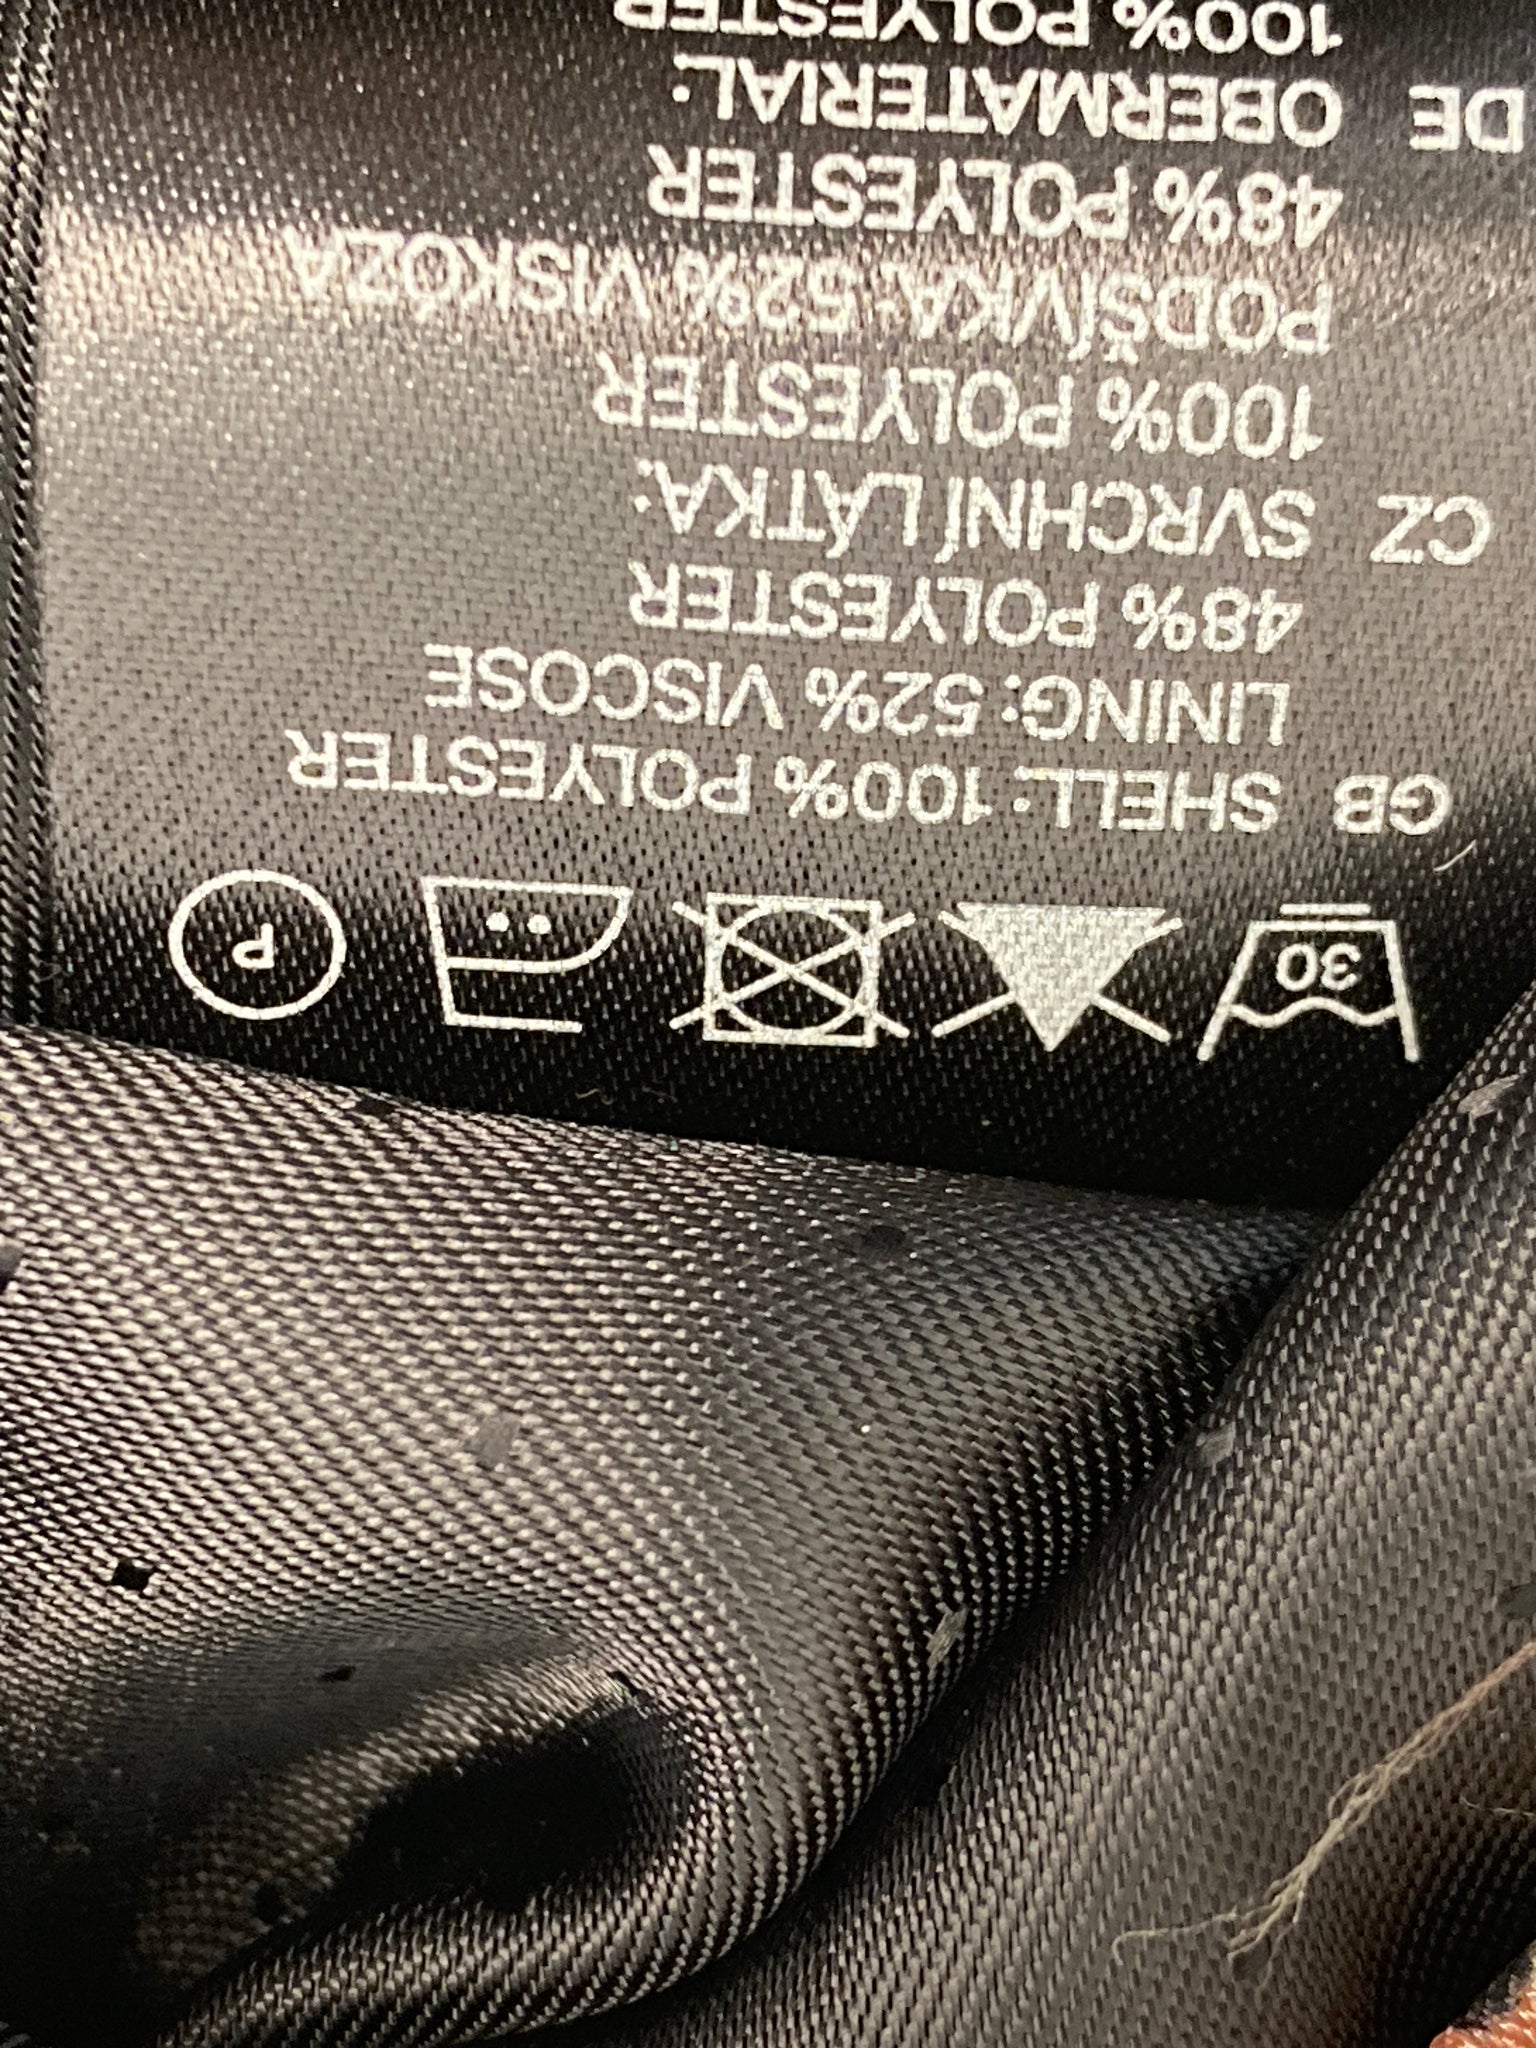 30
P
GB SHELL: 100% POLYESTER
LINING: 52% VISCOSE
48% POLYESTER
CZ SVRCHNÍ LÁTKA:
100% POLYESTER
PODŠÍVKA: 52% VISKÓZA
48% POLYESTER
DE OBERMATERIAL:
100% POLYESTER